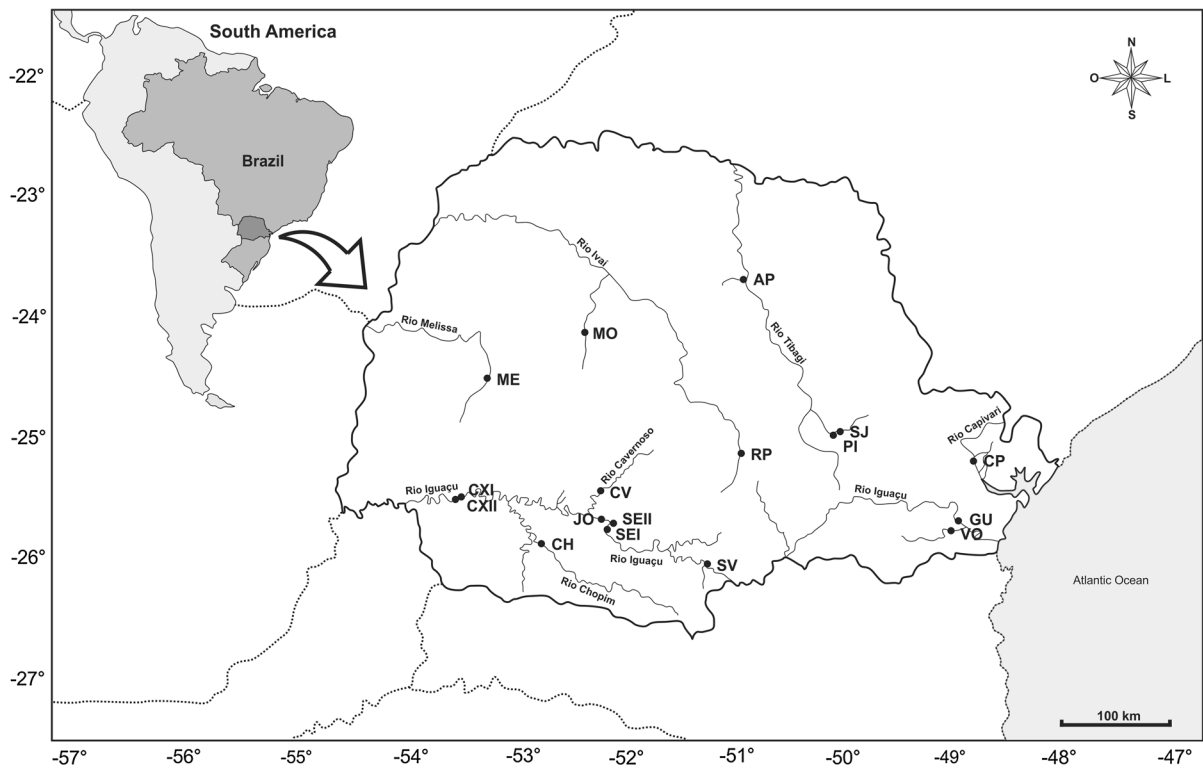 South America
N
-22°
O
L
S
Brazil
-23°
Rio Ivaí
AP
-24°
Rio Melissa
MO
Rio Tibagi
ME
-25°
Rio Capivari
SJ
PI
Rio Cavernoso
RP
CP
CXI
Rio Iguaçu
CV
Rio Iguaçu
CXII
JO
SEII
GU
SEI
VO
-26°
CH
Rio Iguaçu
SV
Rio Chopim
Atlantic Ocean
-27°
100 km
-57°
-56°
-55°
-54°
-53°
-52°
-51°
-50°
-49°
-48°
-47°